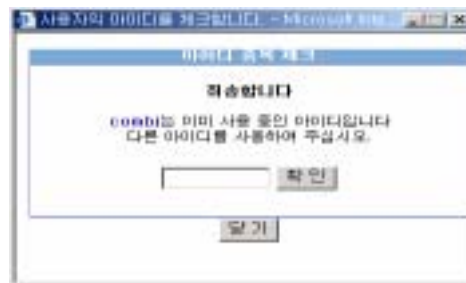 사용자의 아이디를 체크합니다. - Microsoft Int...
아이디 중복 체크
죄송합니다
combi는 이미 사용 중인 아이디입니다
다른 아이디를 사용하여 주십시오.
확인
닫기